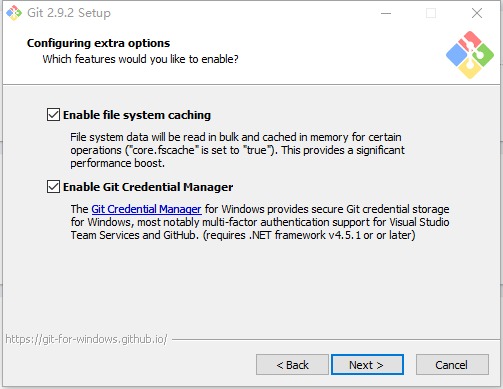 Git 2.9.2 Setup
Configuring extra options
Which features would you like to enable?
Enable file system caching
File system data will be read in bulk and cached in memory for certain
operations ("core.fscache" is set to "true"). This provides a significant
performance boost.
Enable Git Credential Manager
The Git Credential Manager for Windows provides secure Git credential storage
for Windows, most notably multi-factor authentication support for Visual Studio
Team Services and GitHub. (requires .NET framework v4.5.1 or or later)
https://git-for-windows.github.io/
< Back
Next >
Cancel